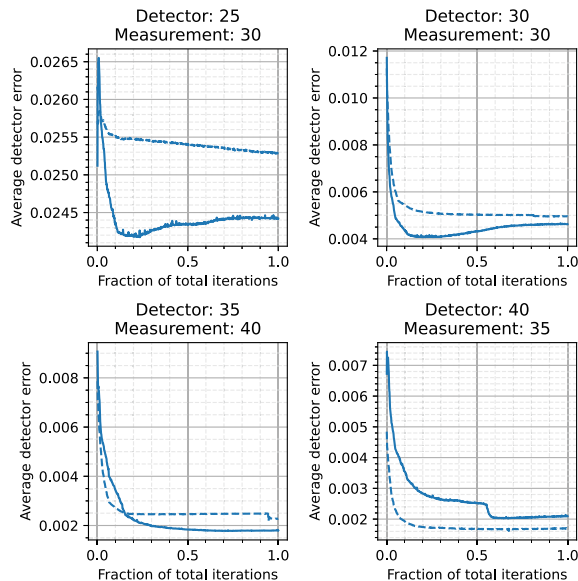 Detector: 25
Measurement: 30
Average detector error
0.0265
0.0260
0.0255
0.0250
0.0245
0.0 0.5 1.0
Fraction of total iterations
Detector: 30
Measurement: 30
Average detector error
0.012
0.010
0.008
0.006
0.004
0.0 0.5 1.0
Fraction of total iterations
Detector: 35
Measurement: 40
Average detector error
0.008
0.006
0.004
0.002
0.0 0.5 1.0
Fraction of total iterations
Detector: 40
Measurement: 35
Average detector error
0.007
0.006
0.005
0.004
0.003
0.002
0.0 0.5 1.0
Fraction of total iterations